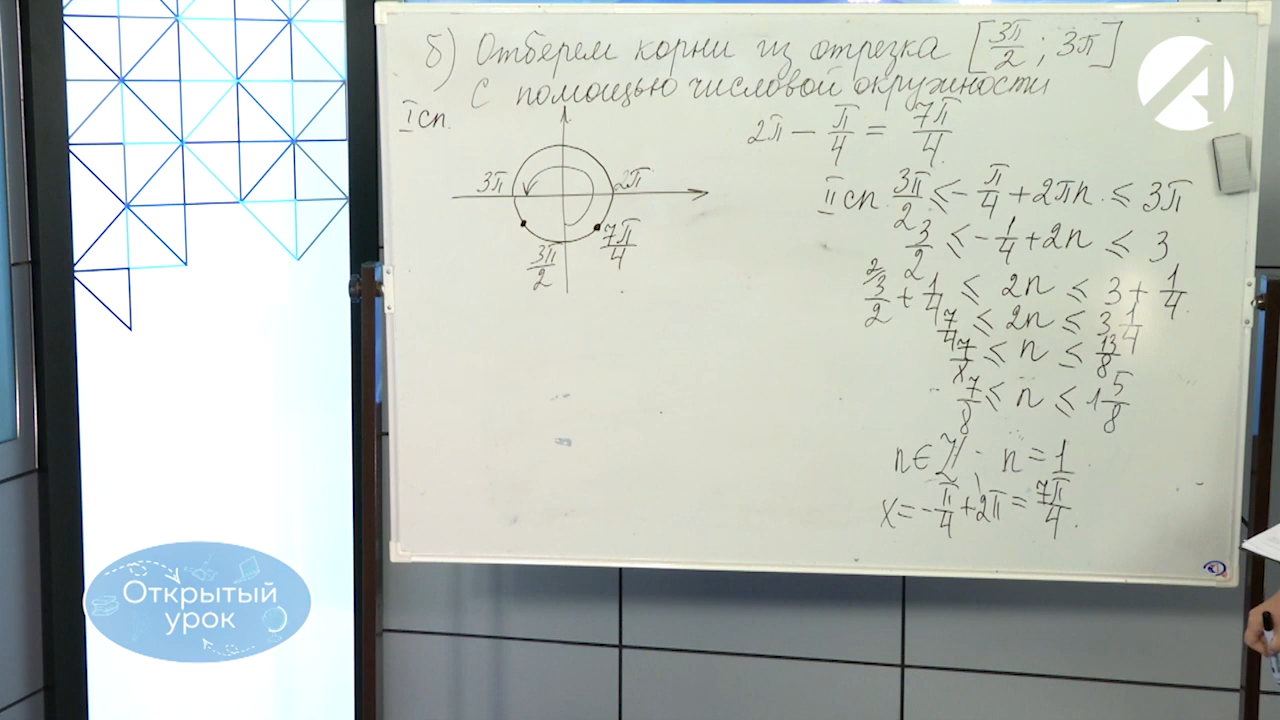 б) Отберем корни из отрезка [3π/2 ; 3π]
с помощью числовой окружности
I сп.
3π
2π
7π/4
3π/2
2π − π/4 = 7π/4.
II сп. 3π/2 ≤ −π/4 + 2πn ≤ 3π
3/2 ≤ −1/4 + 2n ≤ 3
3/2 + 1/4 ≤ 2n ≤ 3 + 1/4
7/4 ≤ 2n ≤ 3 1/4
7/8 ≤ n ≤ 13/8
7/8 ≤ n ≤ 1 5/8
n ∈ Z; n = 1
x = −π/4 + 2π = 7π/4.
Открытый
урок